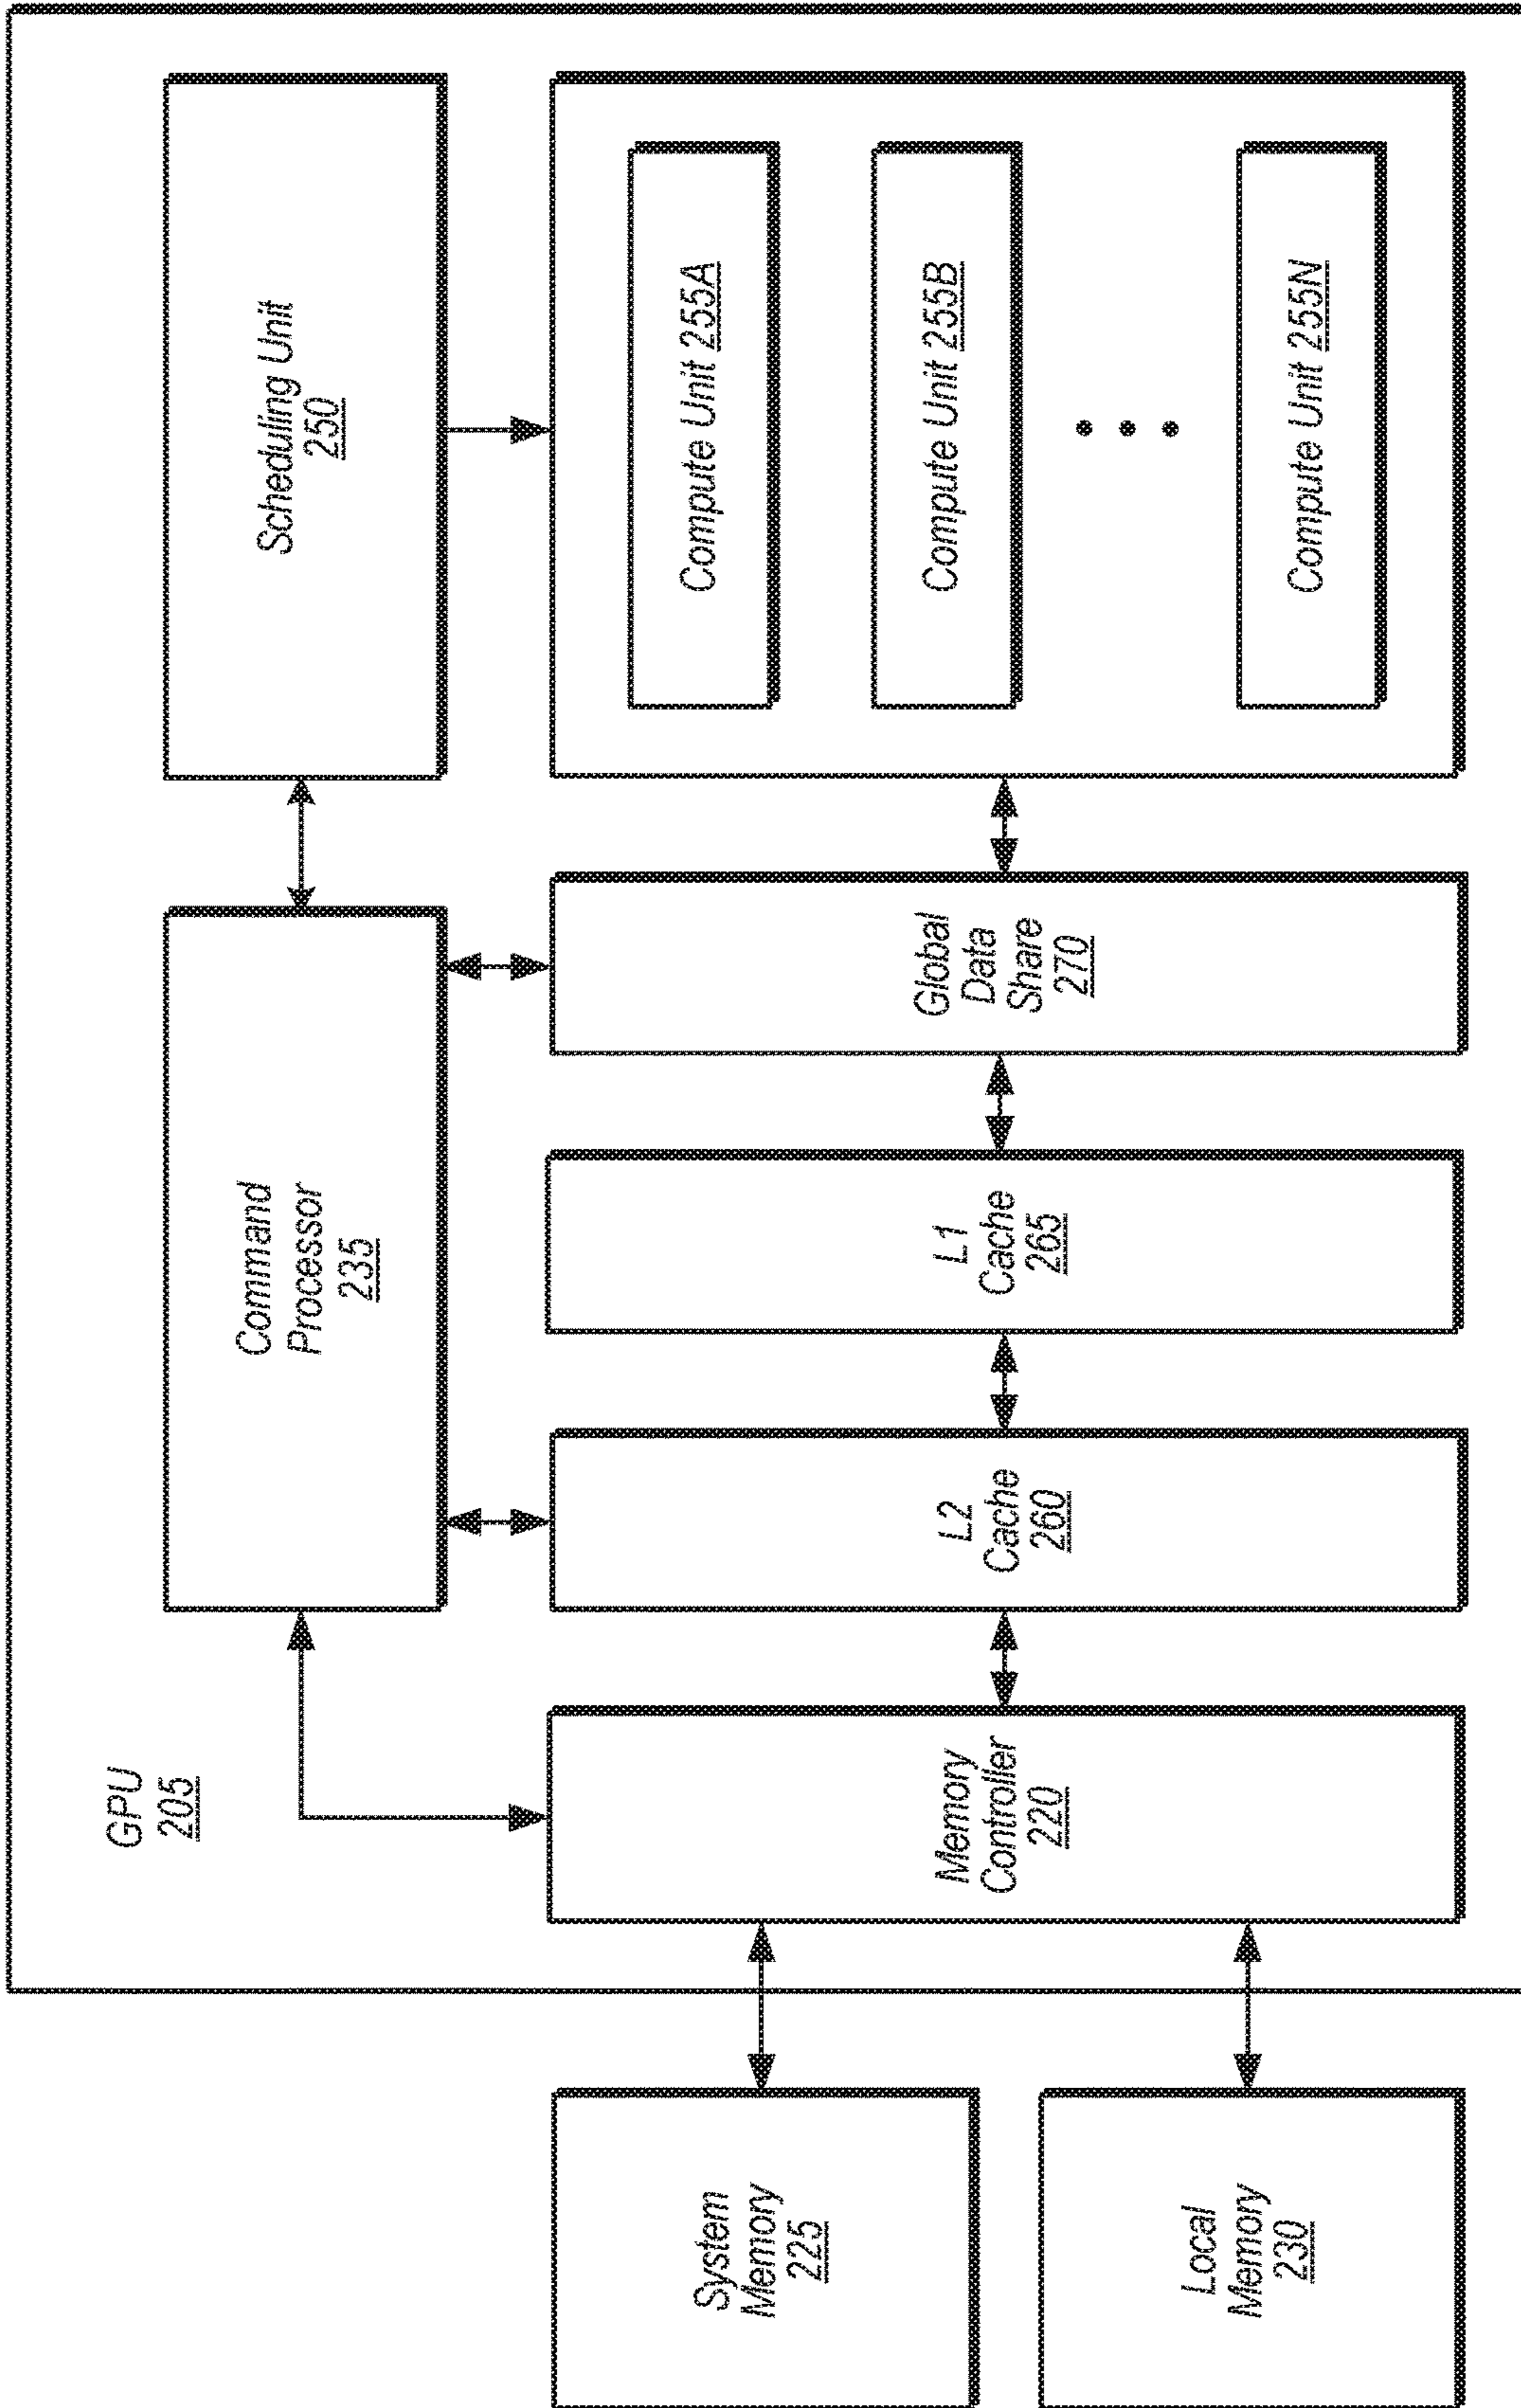 GPU
205
Command
Processor
235
Scheduling Unit
250
System
Memory
225
Local
Memory
230
Memory
Controller
220
L2
Cache
260
L1
Cache
265
Global
Data
Share
270
Compute Unit 255A
Compute Unit 255B
Compute Unit 255N